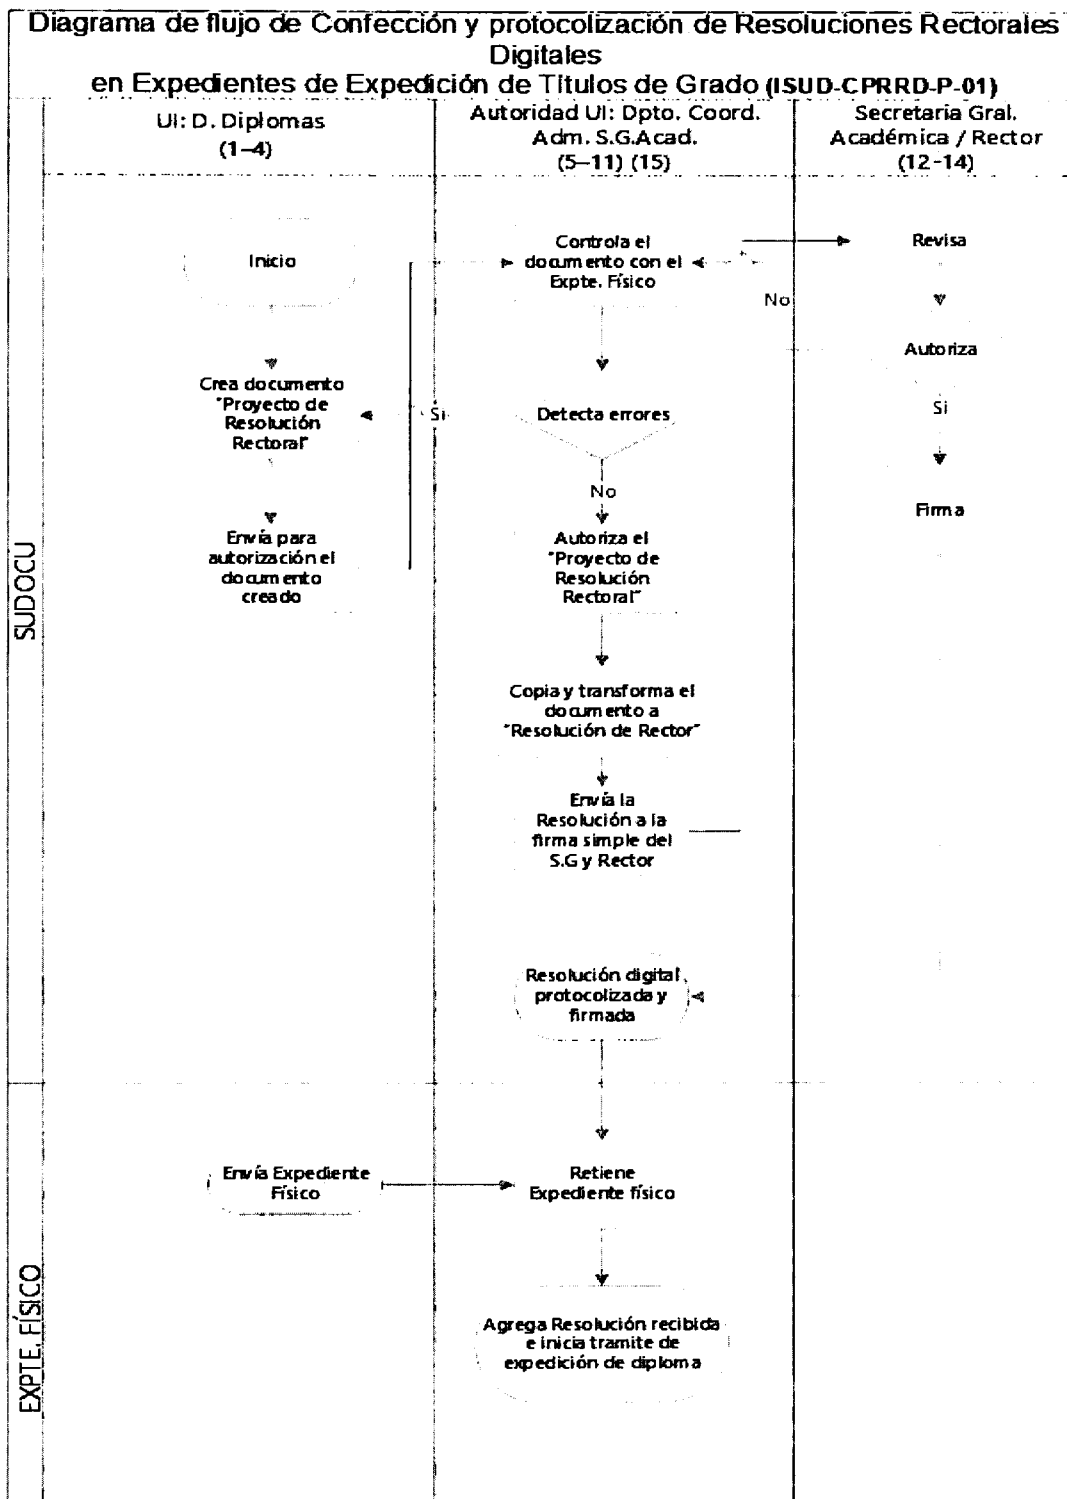 Diagrama de flujo de Confección y protocolización de Resoluciones Rectorales
Digitales
en Expedientes de Expedición de Títulos de Grado (ISUD-CPRRD-P-01)
UI: D. Diplomas
(1-4)
Autoridad UI: Dpto. Coord.
Adm. S.G.Acad.
(5-11) (15)
Secretaria Gral.
Académica / Rector
(12-14)
SUDOCU
Inicio
Crea documento
"Proyecto de
Resolución
Rectoral"
Envía para
autorización el
documento
creado
Controla el
documento con el
Expte. Físico
Si
Detecta errores
No
Autoriza el
"Proyecto de
Resolución
Rectoral"
Copia y transforma el
documento a
"Resolución de Rector"
Envía la
Resolución a la
firma simple del
S.G y Rector
Revisa
No
Autoriza
Si
Firma
Resolución digital
protocolizada y
firmada
EXPTE. FÍSICO
Envía Expediente
Físico
Retiene
Expediente físico
Agrega Resolución recibida
e inicia tramite de
expedición de diploma